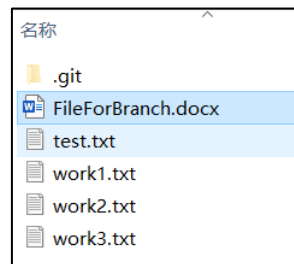 名称
.git
FileForBranch.docx
test.txt
work1.txt
work2.txt
work3.txt